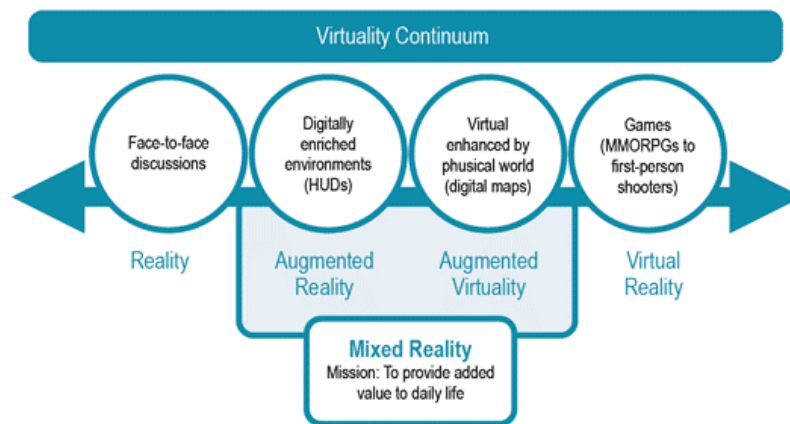 Virtuality Continuum
Face-to-face
discussions
Digitally
enriched
environments
(HUDs)
Virtual
enhanced by
phusical world
(digital maps)
Games
(MMORPGs to
first-person
shooters)
Reality
Augmented
Reality
Augmented
Virtuality
Virtual
Reality
Mixed Reality
Mission: To provide added
value to daily life